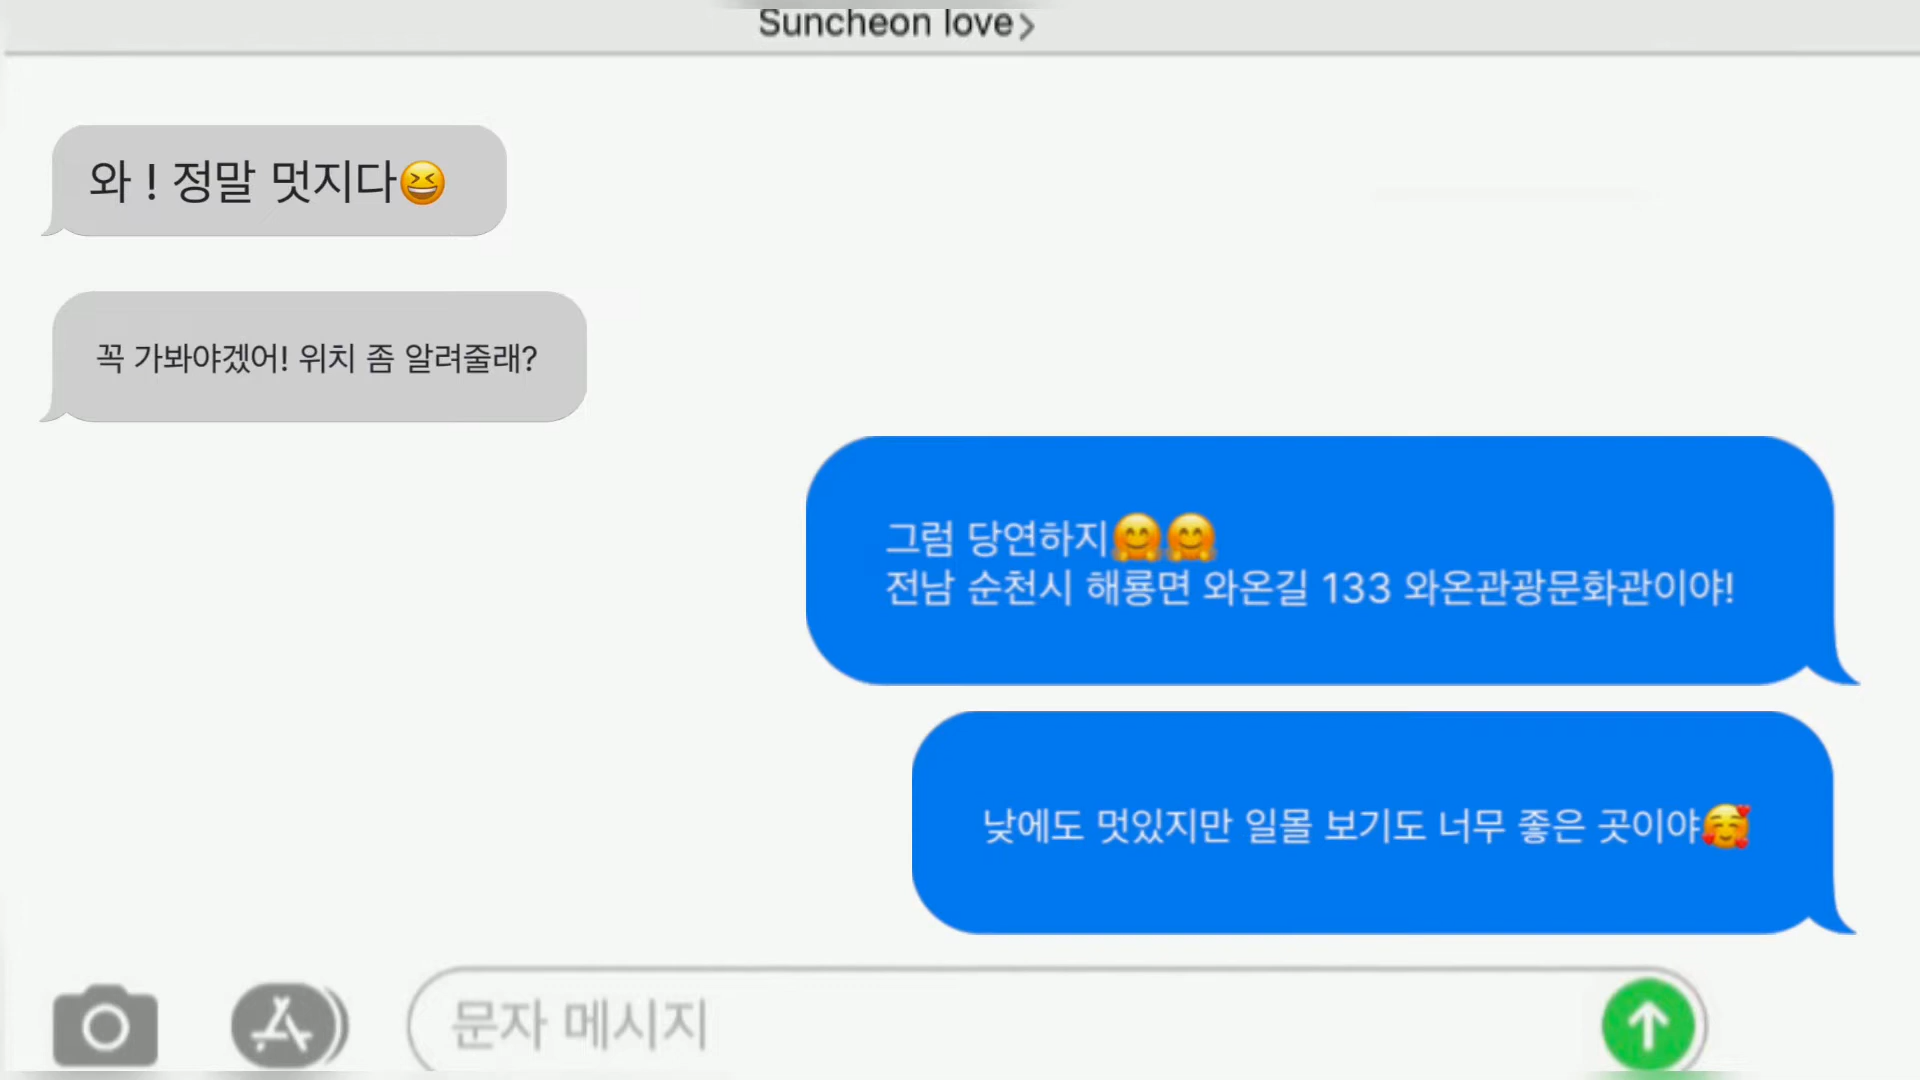 Suncheon love>
와 ! 정말 멋지다😆
꼭 가봐야겠어! 위치 좀 알려줄래?
그럼 당연하지🤗🤗
전남 순천시 해룡면 와온길 133 와온관광문화관이야!
낮에도 멋있지만 일몰 보기도 너무 좋은 곳이야🥰
문자 메시지